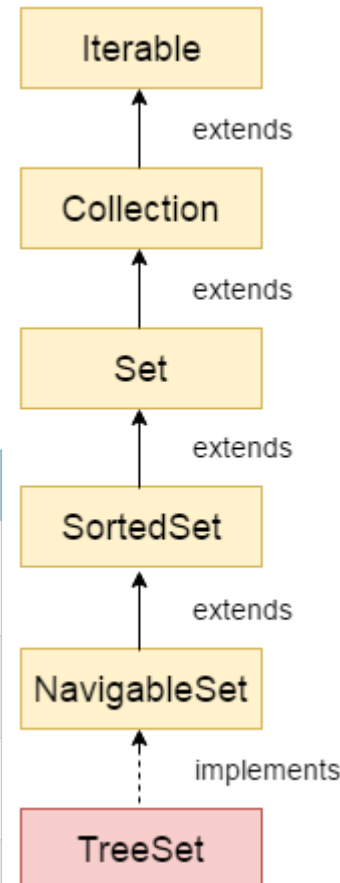 Iterable
extends
Collection
extends
Set
extends
SortedSet
extends
NavigableSet
implements
TreeSet